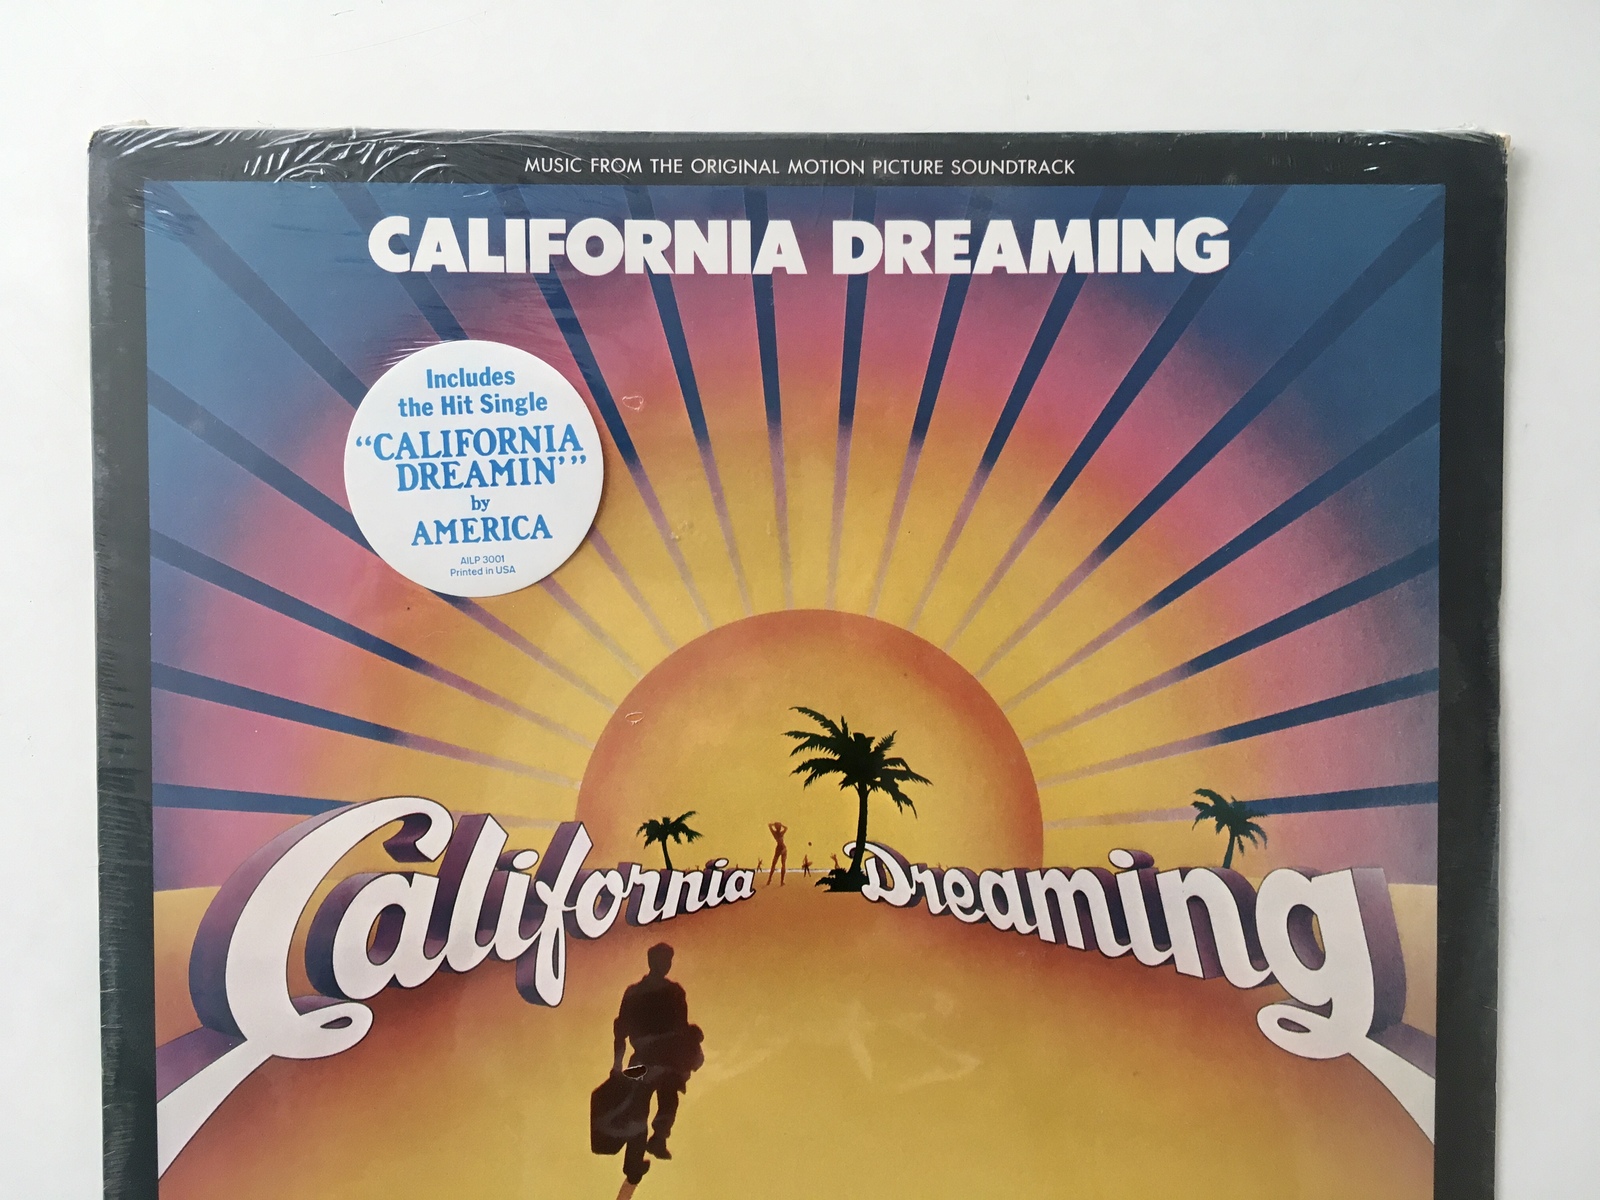 MUSIC FROM THE ORIGINAL MOTION PICTURE SOUNDTRACK
CALIFORNIA DREAMING
Includes
the Hit Single
“CALIFORNIA
DREAMIN’”
by
AMERICA
AILP 3001
Printed in USA
California Dreaming